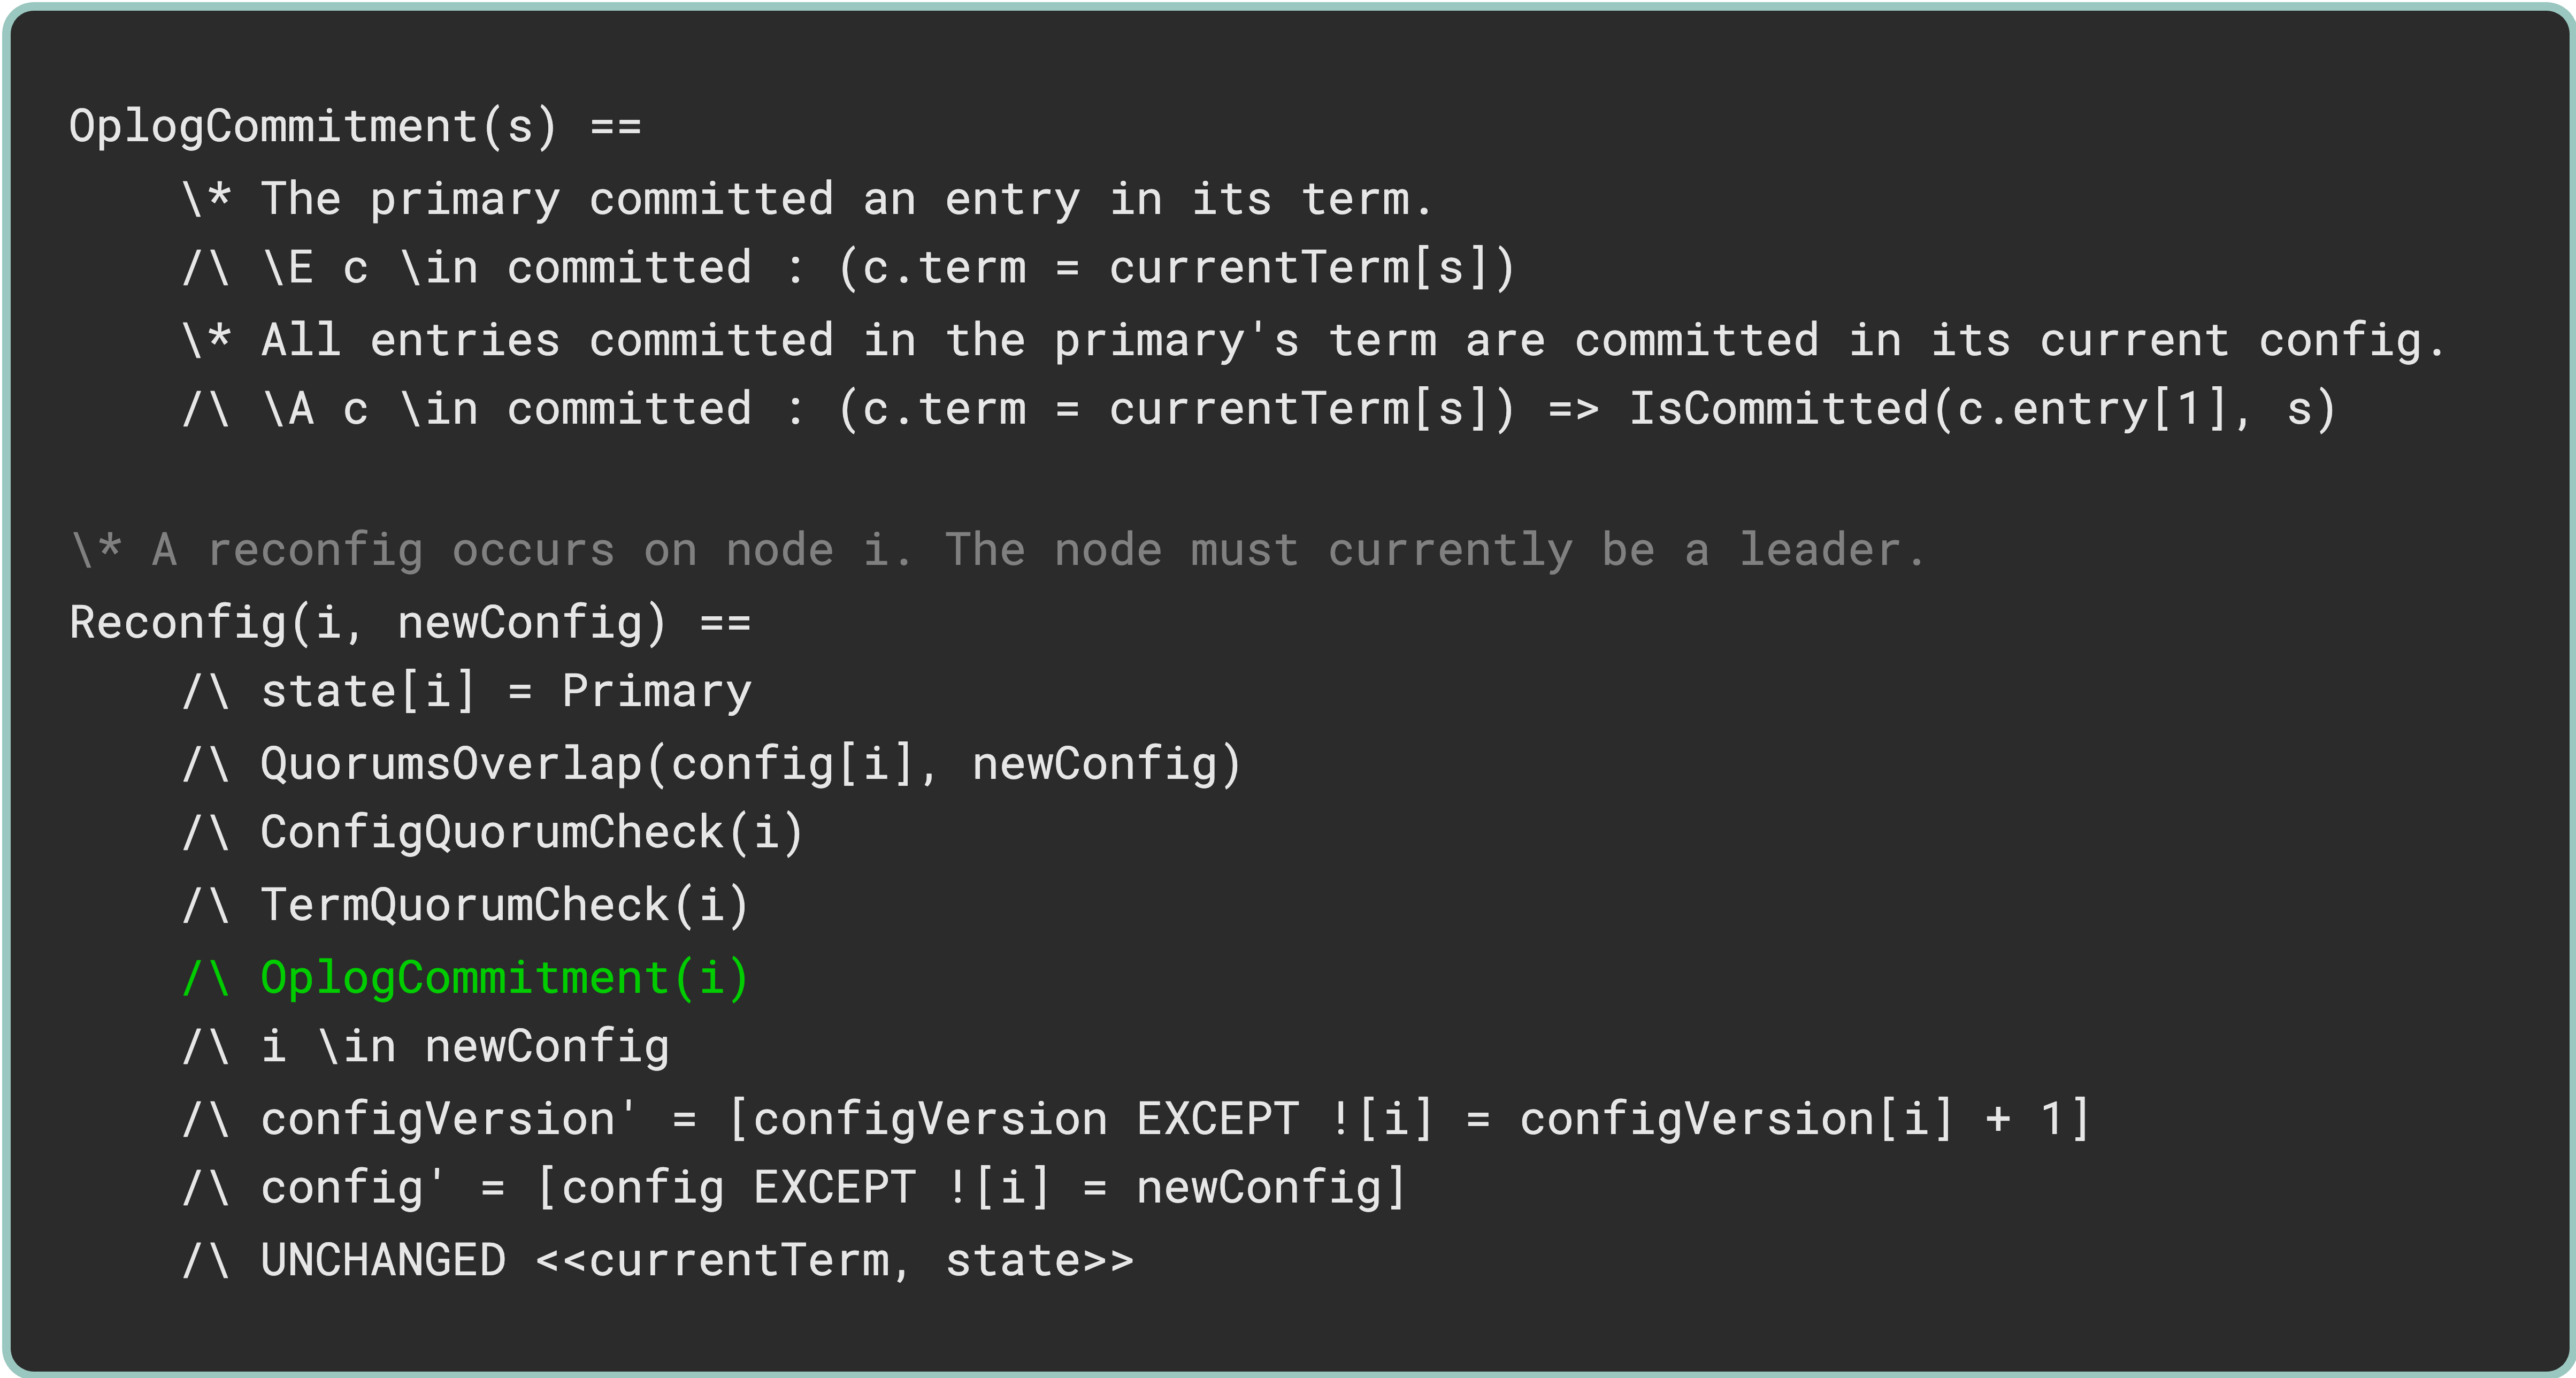 OplogCommitment(s) ==
    \* The primary committed an entry in its term.
    /\ \E c \in committed : (c.term = currentTerm[s])
    \* All entries committed in the primary's term are committed in its current config.
    /\ \A c \in committed : (c.term = currentTerm[s]) => IsCommitted(c.entry[1], s)

\* A reconfig occurs on node i. The node must currently be a leader.
Reconfig(i, newConfig) ==
    /\ state[i] = Primary
    /\ QuorumsOverlap(config[i], newConfig)
    /\ ConfigQuorumCheck(i)
    /\ TermQuorumCheck(i)
    /\ OplogCommitment(i)
    /\ i \in newConfig
    /\ configVersion' = [configVersion EXCEPT ![i] = configVersion[i] + 1]
    /\ config' = [config EXCEPT ![i] = newConfig]
    /\ UNCHANGED <<currentTerm, state>>